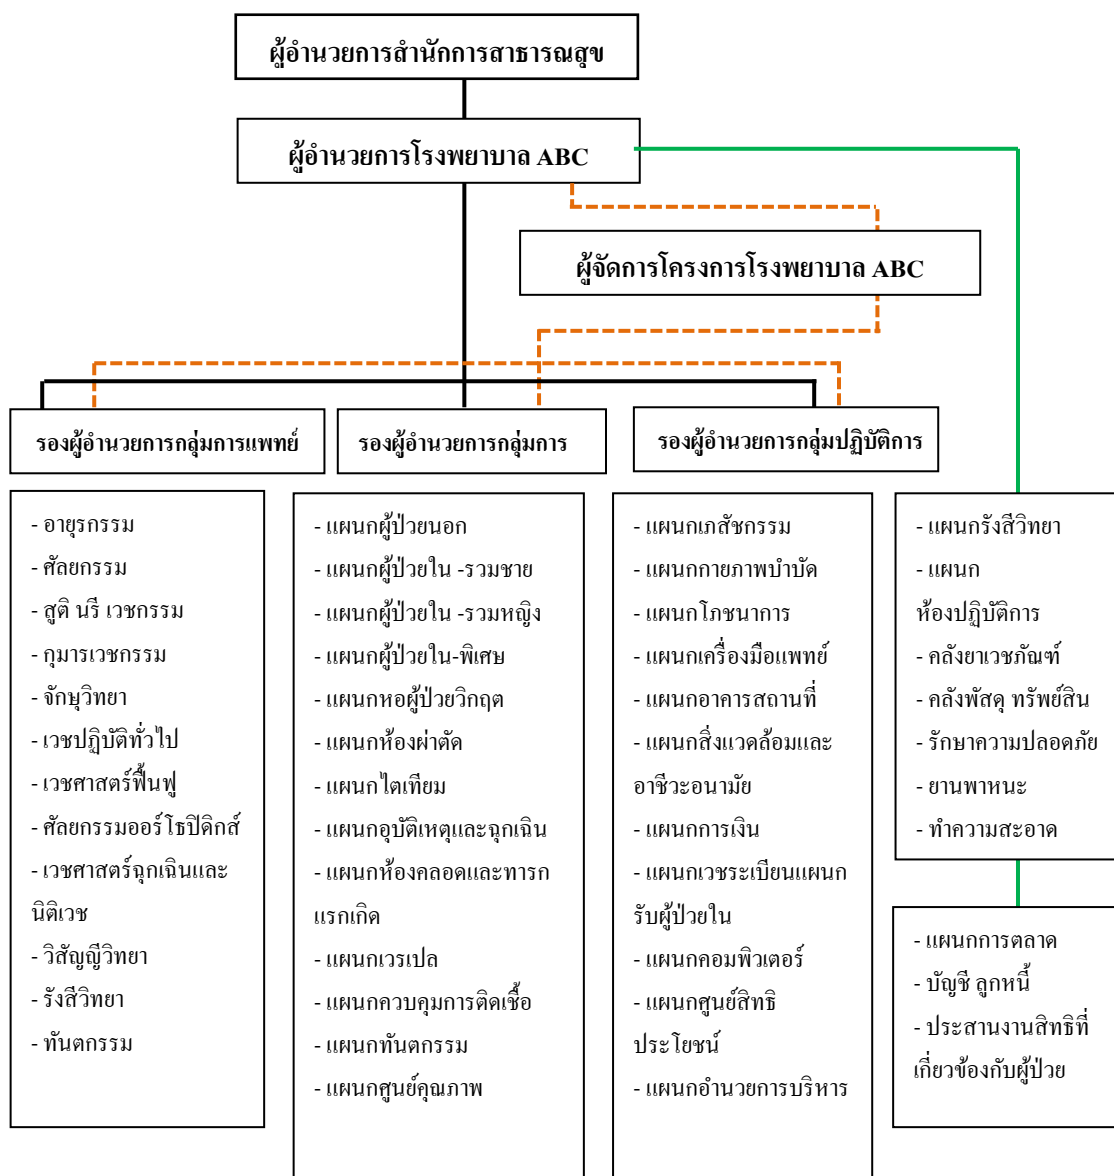 ผู้อำนวยการสำนักการสาธารณสุข
ผู้อำนวยการโรงพยาบาล ABC
ผู้จัดการโครงการโรงพยาบาล ABC
รองผู้อำนวยการกลุ่มการแพทย์
รองผู้อำนวยการกลุ่มการ
รองผู้อำนวยการกลุ่มปฏิบัติการ
- อายุรกรรม
- ศัลยกรรม
- สูติ นรี เวชกรรม
- กุมารเวชกรรม
- จักษุวิทยา
- เวชปฏิบัติทั่วไป
- เวชศาสตร์ฟื้นฟู
- ศัลยกรรมออร์โธปิดิกส์
- เวชศาสตร์ฉุกเฉินและ
นิติเวช
- วิสัญญีวิทยา
- รังสีวิทยา
- ทันตกรรม
- แผนกผู้ป่วยนอก
- แผนกผู้ป่วยใน -รวมชาย
- แผนกผู้ป่วยใน -รวมหญิง
- แผนกผู้ป่วยใน-พิเศษ
- แผนกหอผู้ป่วยวิกฤต
- แผนกห้องผ่าตัด
- แผนกไตเทียม
- แผนกอุบัติเหตุและฉุกเฉิน
- แผนกห้องคลอดและทารก
แรกเกิด
- แผนกเวรเปล
- แผนกควบคุมการติดเชื้อ
- แผนกทันตกรรม
- แผนกศูนย์คุณภาพ
- แผนกเภสัชกรรม
- แผนกกายภาพบำบัด
- แผนกโภชนาการ
- แผนกเครื่องมือแพทย์
- แผนกอาคารสถานที่
- แผนกสิ่งแวดล้อมและ
อาชีวะอนามัย
- แผนกการเงิน
- แผนกเวชระเบียนแผนก
รับผู้ป่วยใน
- แผนกคอมพิวเตอร์
- แผนกศูนย์สิทธิ
ประโยชน์
- แผนกอำนวยการบริหาร
- แผนกรังสีวิทยา
- แผนก
ห้องปฏิบัติการ
- คลังยาเวชภัณฑ์
- คลังพัสดุ ทรัพย์สิน
- รักษาความปลอดภัย
- ยานพาหนะ
- ทำความสะอาด
- แผนกการตลาด
- บัญชี ลูกหนี้
- ประสานงานสิทธิที่
เกี่ยวข้องกับผู้ป่วย